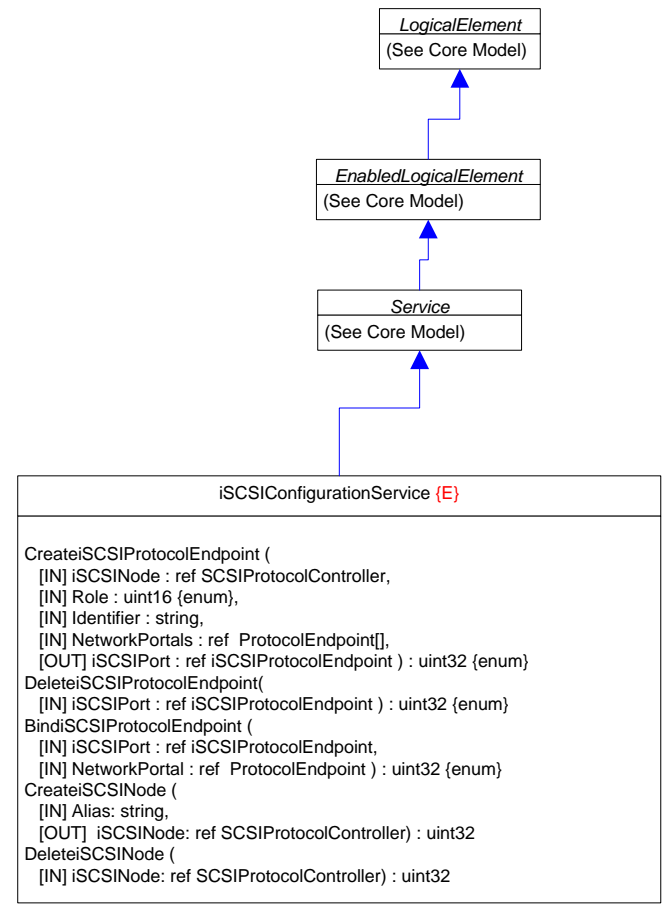 LogicalElement
(See Core Model)
EnabledLogicalElement
(See Core Model)
Service
(See Core Model)
iSCSIConfigurationService {E}
CreateiSCSIProtocolEndpoint (
[IN] iSCSINode : ref SCSIProtocolController,
[IN] Role : uint16 {enum},
[IN] Identifier : string,
[IN] NetworkPortals : ref  ProtocolEndpoint[],
[OUT] iSCSIPort : ref iSCSIProtocolEndpoint ) : uint32 {enum}
DeleteiSCSIProtocolEndpoint(
[IN] iSCSIPort : ref iSCSIProtocolEndpoint ) : uint32 {enum}
BindiSCSIProtocolEndpoint (
[IN] iSCSIPort : ref iSCSIProtocolEndpoint,
[IN] NetworkPortal : ref  ProtocolEndpoint ) : uint32 {enum}
CreateiSCSINode (
[IN] Alias: string,
[OUT]  iSCSINode: ref SCSIProtocolController) : uint32
DeleteiSCSINode (
[IN] iSCSINode: ref SCSIProtocolController) : uint32